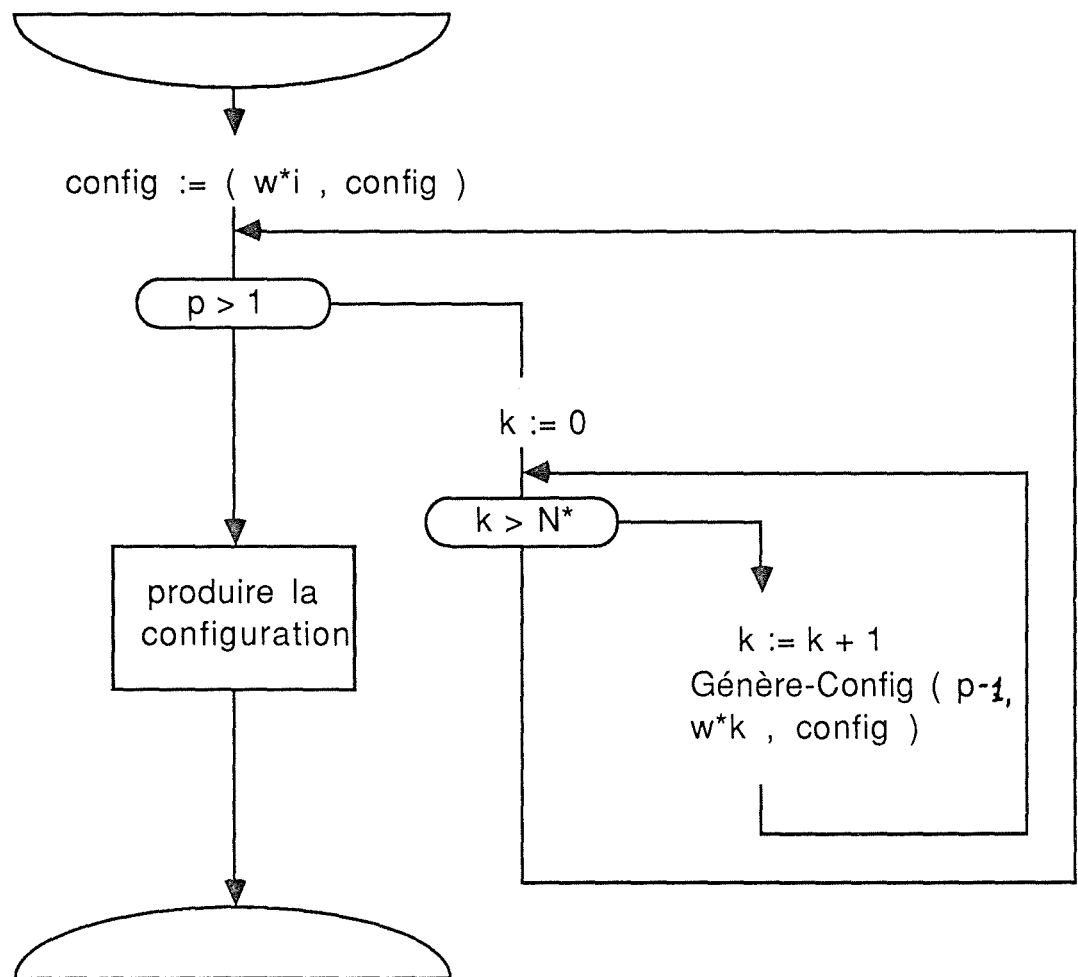 config := ( w*i , config )
p > 1
k := 0
k > N*
produire la
configuration
k := k + 1
Génère-Config ( p-1,
w*k , config )